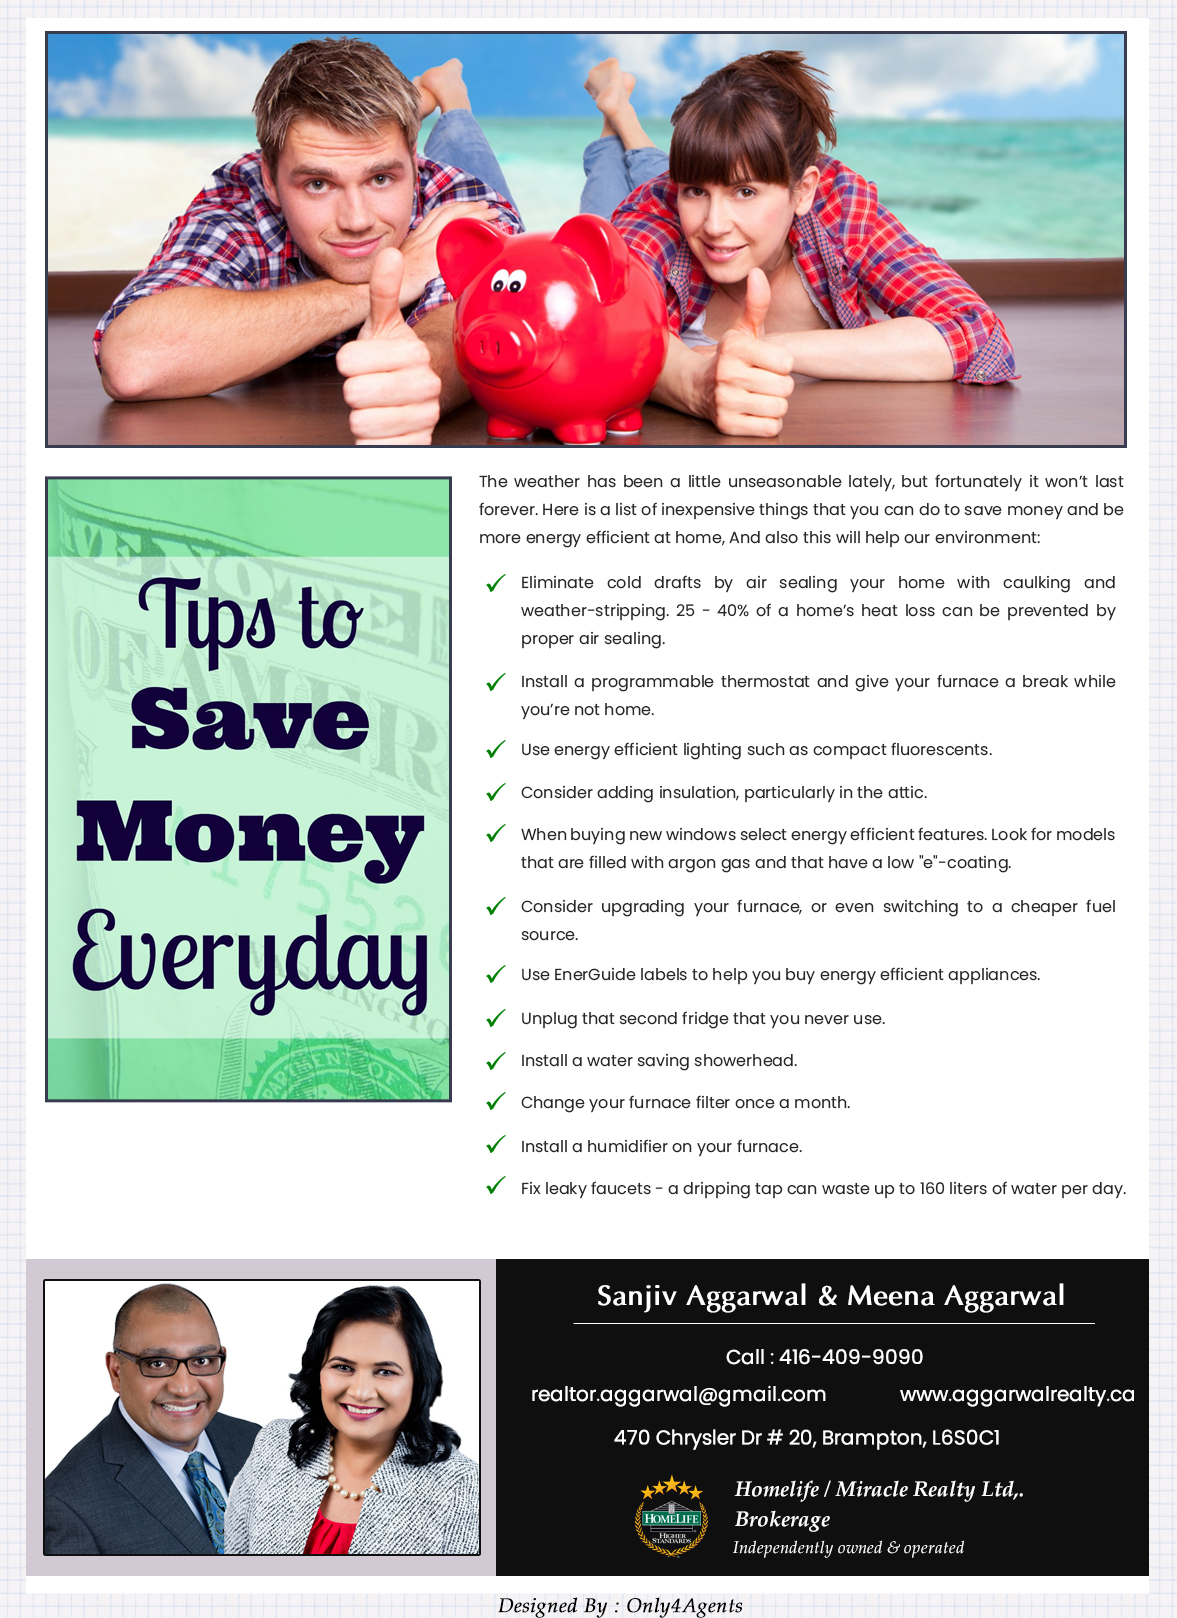 The weather has been a little unseasonable lately, but fortunately it won’t last
forever. Here is a list of inexpensive things that you can do to save money and be
more energy efficient at home, And also this will help our environment:
Tips to
Save
Money
Everyday
Eliminate cold drafts by air sealing your home with caulking and
weather-stripping. 25 - 40% of a home’s heat loss can be prevented by
proper air sealing.
Install a programmable thermostat and give your furnace a break while
you’re not home.
Use energy efficient lighting such as compact fluorescents.
Consider adding insulation, particularly in the attic.
When buying new windows select energy efficient features. Look for models
that are filled with argon gas and that have a low "e"-coating.
Consider upgrading your furnace, or even switching to a cheaper fuel
source.
Use EnerGuide labels to help you buy energy efficient appliances.
Unplug that second fridge that you never use.
Install a water saving showerhead.
Change your furnace filter once a month.
Install a humidifier on your furnace.
Fix leaky faucets - a dripping tap can waste up to 160 liters of water per day.
Sanjiv Aggarwal & Meena Aggarwal
Call : 416-409-9090
realtor.aggarwal@gmail.com www.aggarwalrealty.ca
470 Chrysler Dr # 20, Brampton, L6S0C1
HOMELIFE
HIGHER
STANDARDS
Homelife / Miracle Realty Ltd,.
Brokerage
Independently owned & operated
Designed By : Only4Agents